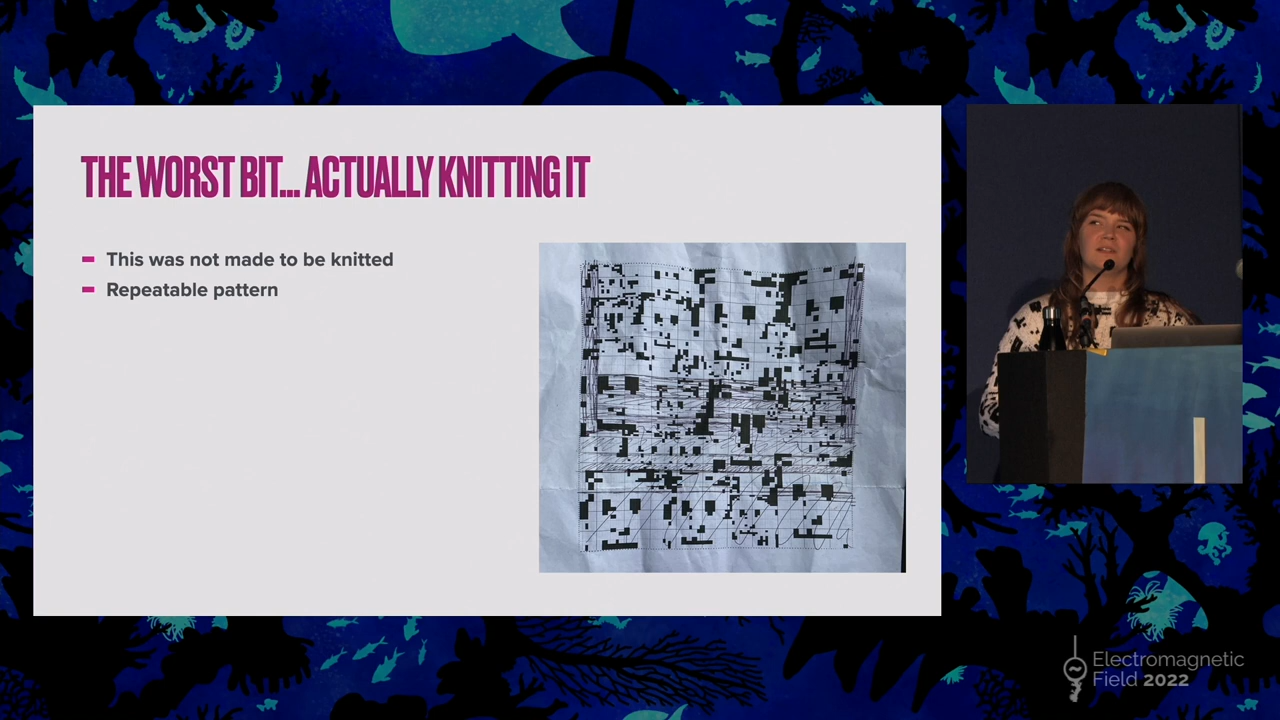 THE WORST BIT... ACTUALLY KNITTING IT
This was not made to be knitted
Repeatable pattern
Electromagnetic
Field 2022